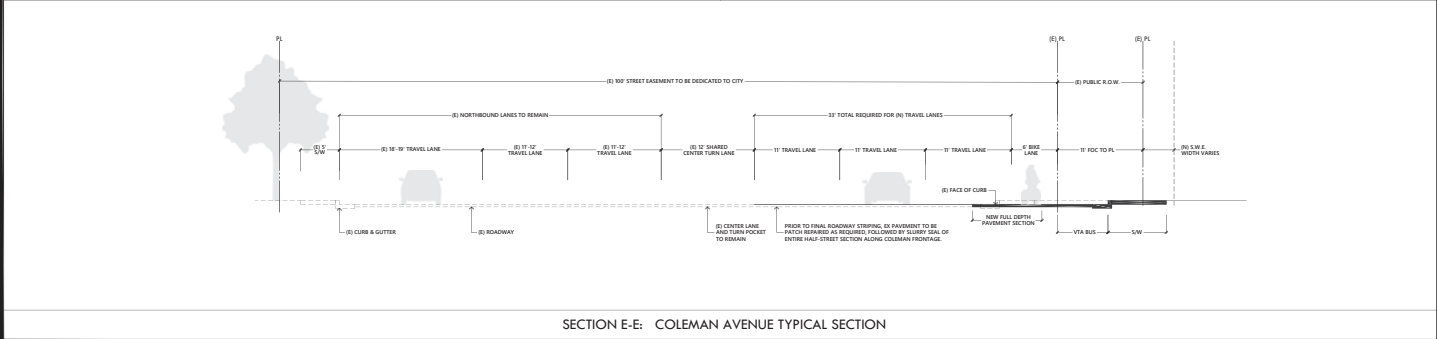 PL
(E) PL
(E) PL
(E) 100' STREET EASEMENT TO BE DEDICATED TO CITY
(E) PUBLIC R.O.W.
(E) NORTHBOUND LANES TO REMAIN
33' TOTAL REQUIRED FOR (N) TRAVEL LANES
(E) 5'
S/W
(E) 18'-19' TRAVEL LANE
(E) 11'-12'
TRAVEL LANE
(E) 11'-12'
TRAVEL LANE
(E) 12' SHARED
CENTER TURN LANE
11' TRAVEL LANE
11' TRAVEL LANE
11' TRAVEL LANE
6' BIKE
LANE
11' FOC TO PL
(N) S.W.E.
WIDTH VARIES
(E) FACE OF CURB
NEW FULL DEPTH
PAVEMENT SECTION
(E) CURB & GUTTER
(E) ROADWAY
(E) CENTER LANE
AND TURN POCKET
TO REMAIN
PRIOR TO FINAL ROADWAY STRIPING, EX PAVEMENT TO BE
PATCH REPAIRED AS REQUIRED, FOLLOWED BY SLURRY SEAL OF
ENTIRE HALF-STREET SECTION ALONG COLEMAN FRONTAGE.
VTA BUS
S/W
SECTION E-E: COLEMAN AVENUE TYPICAL SECTION